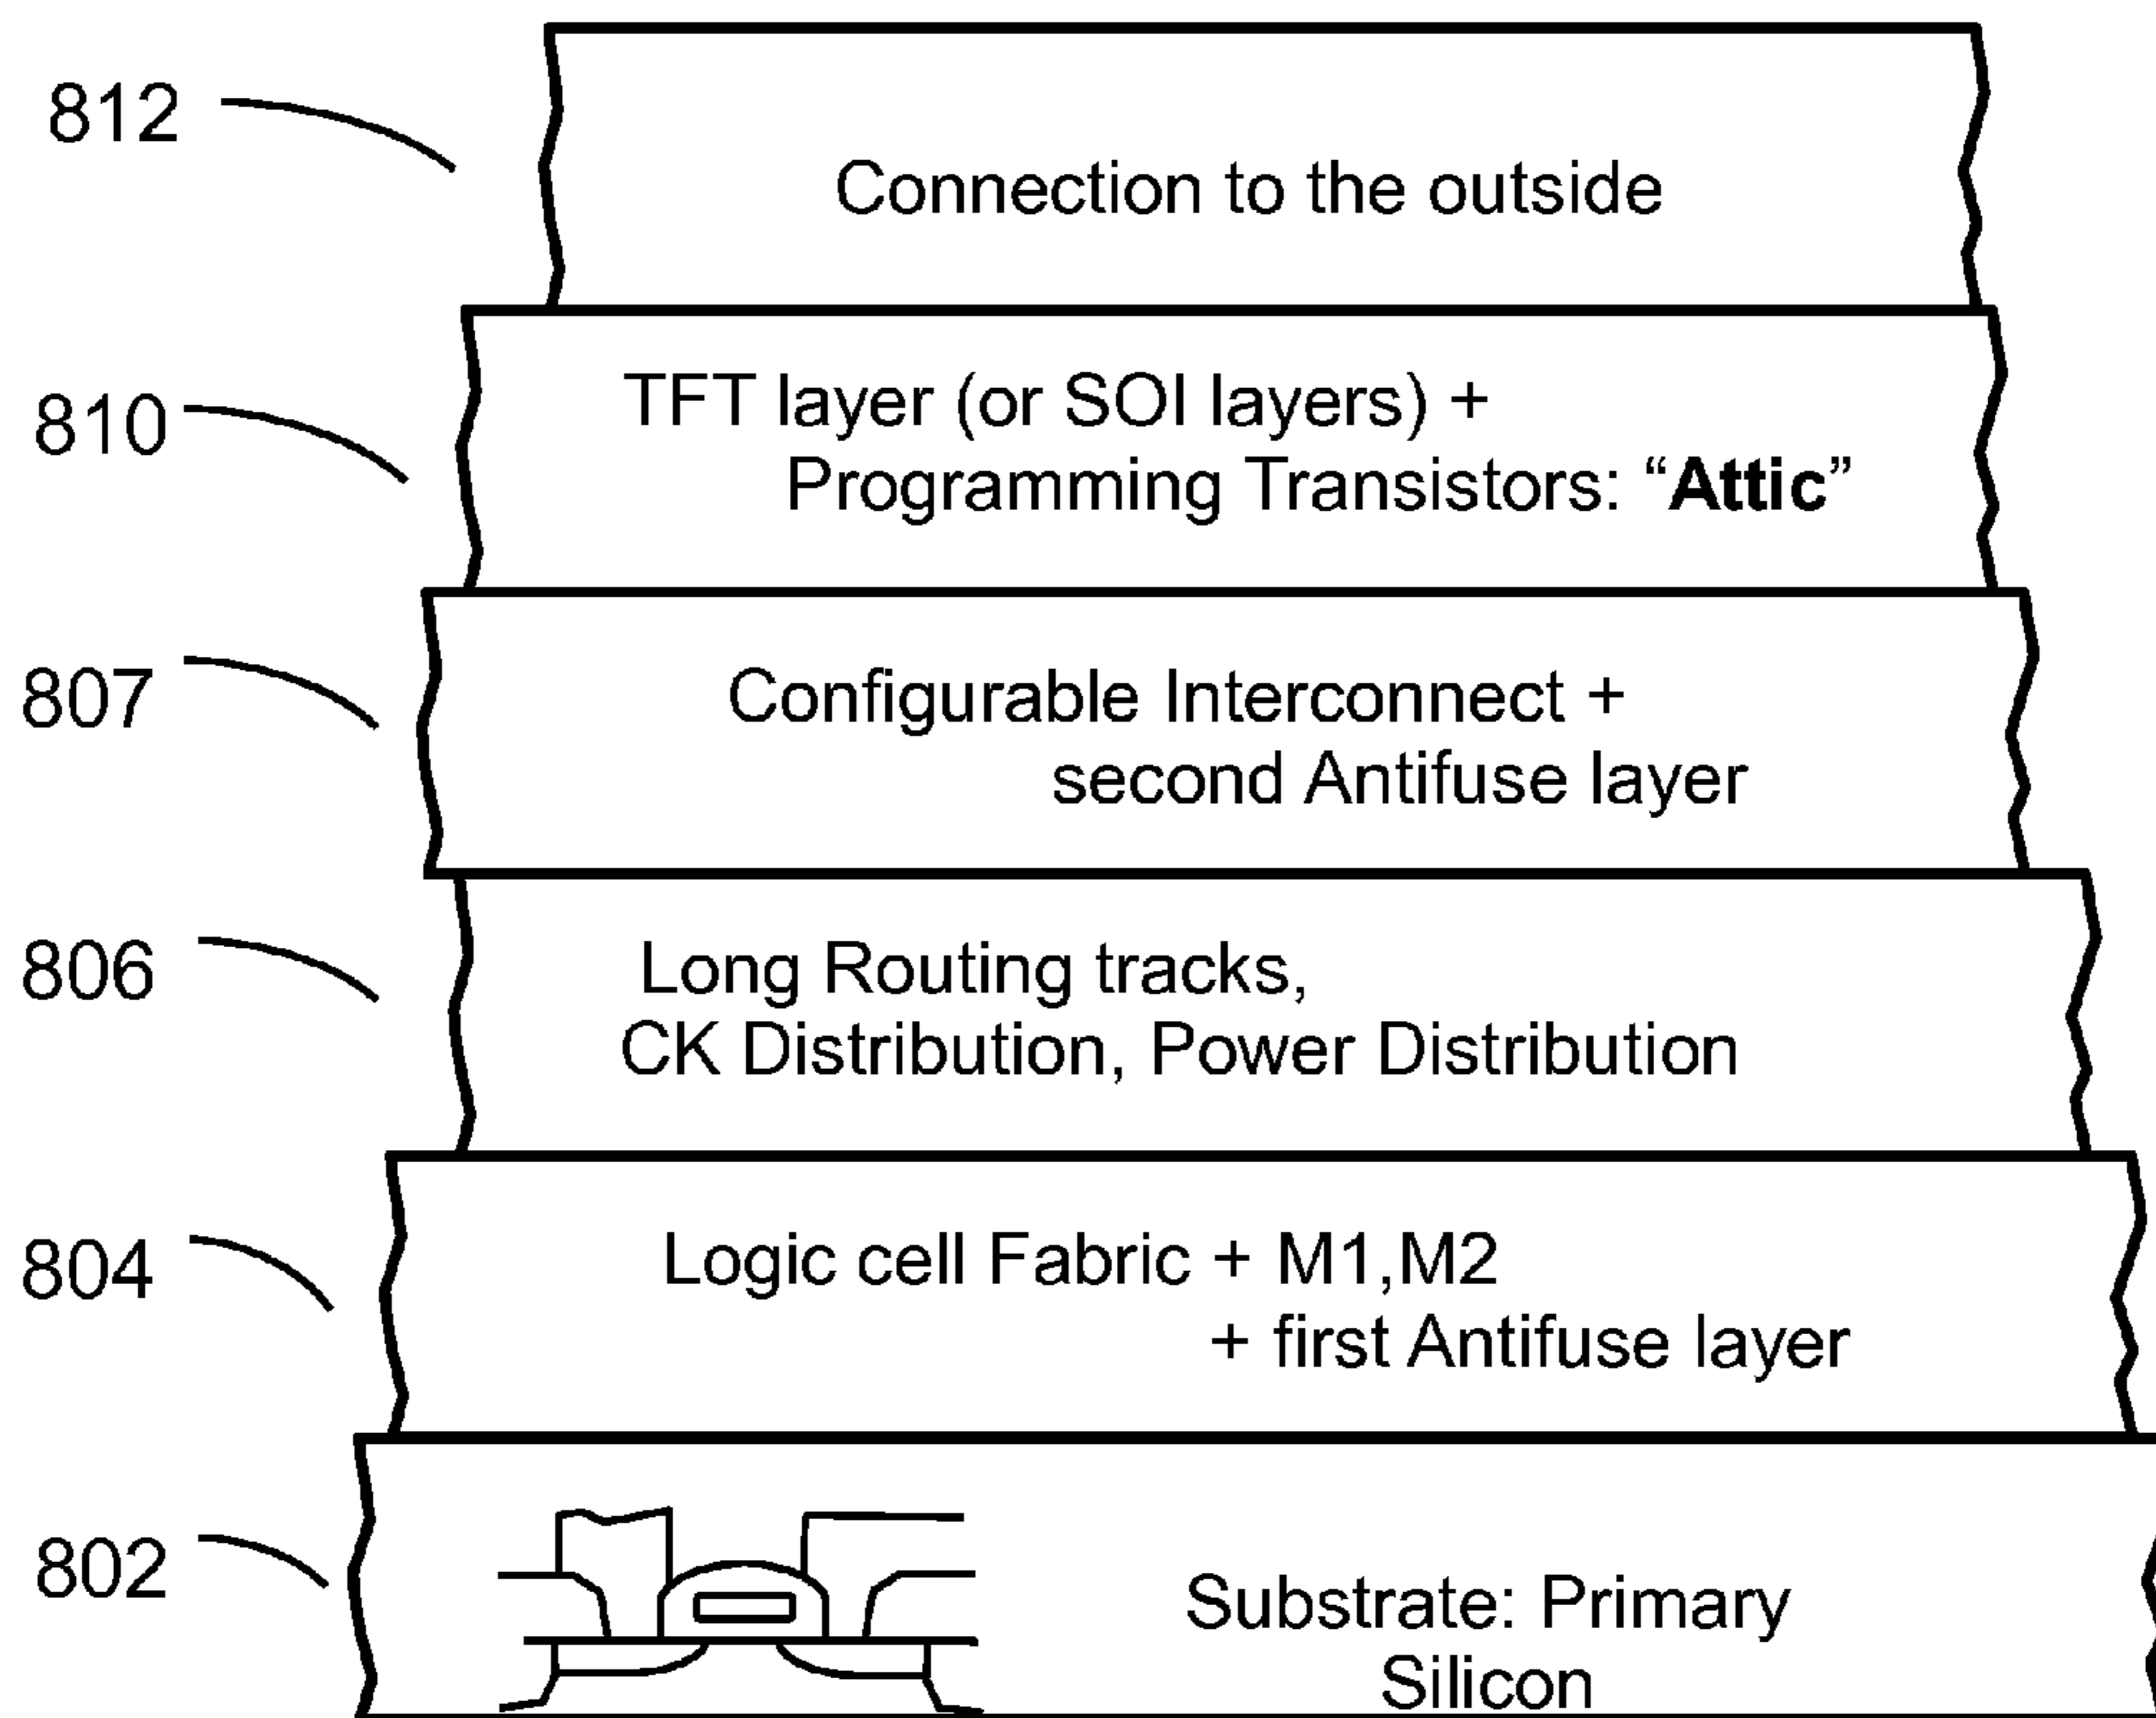 812
Connection to the outside
810
TFT layer (or SOI layers) +
Programming Transistors: “Attic”
807
Configurable Interconnect +
second Antifuse layer
806
Long Routing tracks,
CK Distribution, Power Distribution
804
Logic cell Fabric + M1,M2
+ first Antifuse layer
802
Substrate: Primary
Silicon